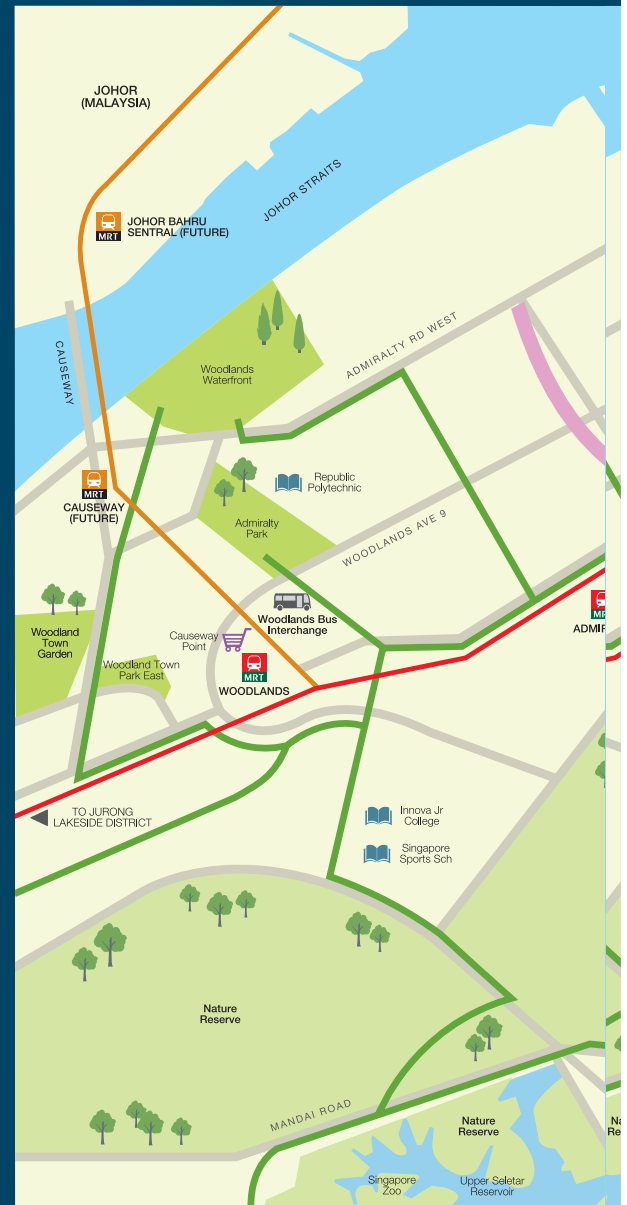 JOHOR
(MALAYSIA)
JOHOR STRAITS
MRT
JOHOR BAHRU
SENTRAL (FUTURE)
CAUSEWAY
Woodlands
Waterfront
ADMIRALTY RD WEST
MRT
CAUSEWAY
(FUTURE)
Republic
Polytechnic
Admiralty
Park
WOODLANDS AVE 9
Woodlands Bus
Interchange
Causeway
Point
MRT
WOODLANDS
Woodland
Town
Garden
Woodland Town
Park East
TO JURONG
LAKESIDE DISTRICT
Innova Jr
College
Singapore
Sports Sch
Nature
Reserve
MANDAI ROAD
Nature
Reserve
Singapore
Zoo
Upper Seletar
Reservoir